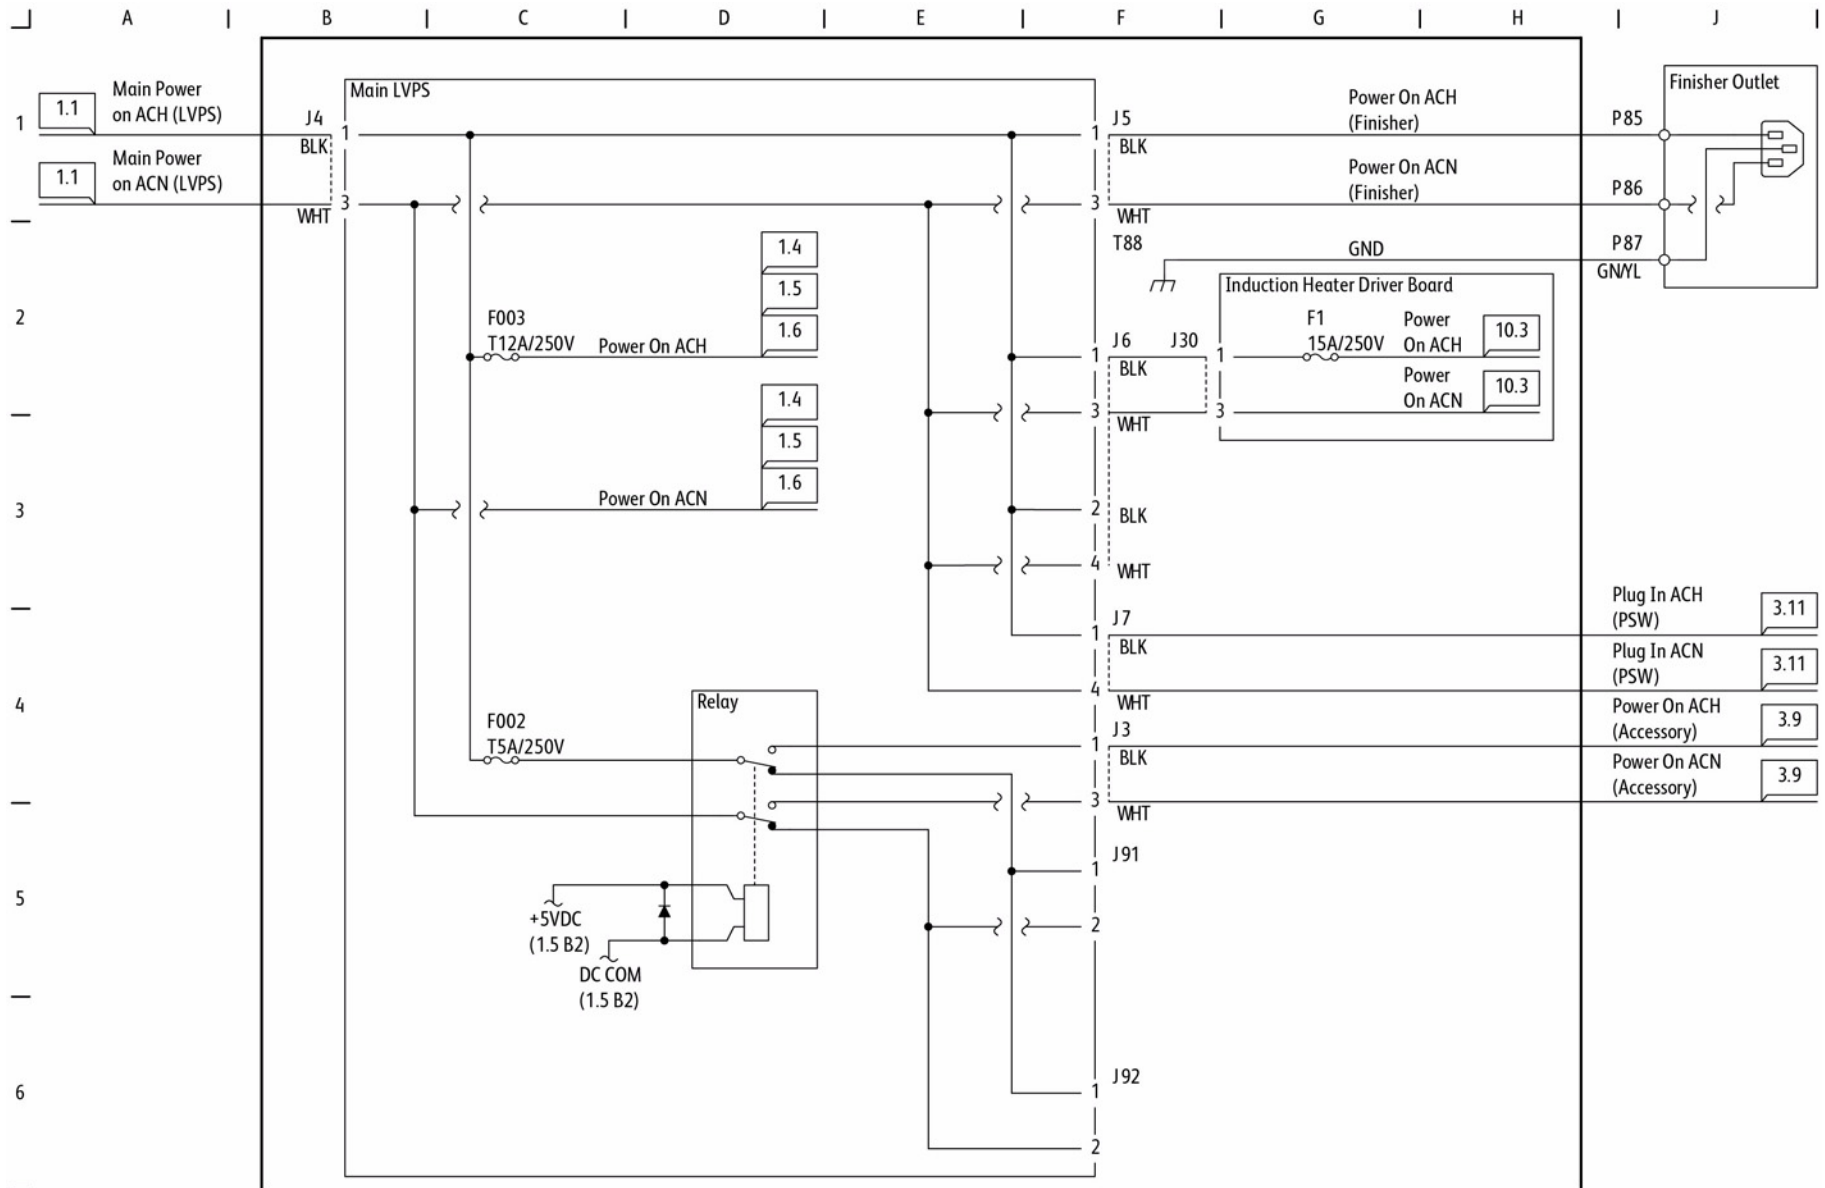 A B C D E F G H J
Main LVPS
Finisher Outlet
1
1.1
Main Power
on ACH (LVPS)
J4
1
BLK
1
J5
BLK
Power On ACH
(Finisher)
P85
1.1
Main Power
on ACN (LVPS)
3
WHT
3
WHT
Power On ACN
(Finisher)
P86
T88
GND
P87
GN/YL
2
1.4
1.5
1.6
F003
T12A/250V
Power On ACH
Induction Heater Driver Board
J6
1
BLK
J30
1
F1
15A/250V
Power
On ACH
10.3
3
WHT
3
Power
On ACN
10.3
3
1.4
1.5
1.6
Power On ACN
2
BLK
4
WHT
J7
1
BLK
Plug In ACH
(PSW)
3.11
4
4
WHT
Plug In ACN
(PSW)
3.11
Relay
F002
T5A/250V
J3
1
BLK
Power On ACH
(Accessory)
3.9
3
WHT
Power On ACN
(Accessory)
3.9
5
J91
1
2
+5VDC
(1.5 B2)
DC COM
(1.5 B2)
6
J92
1
2